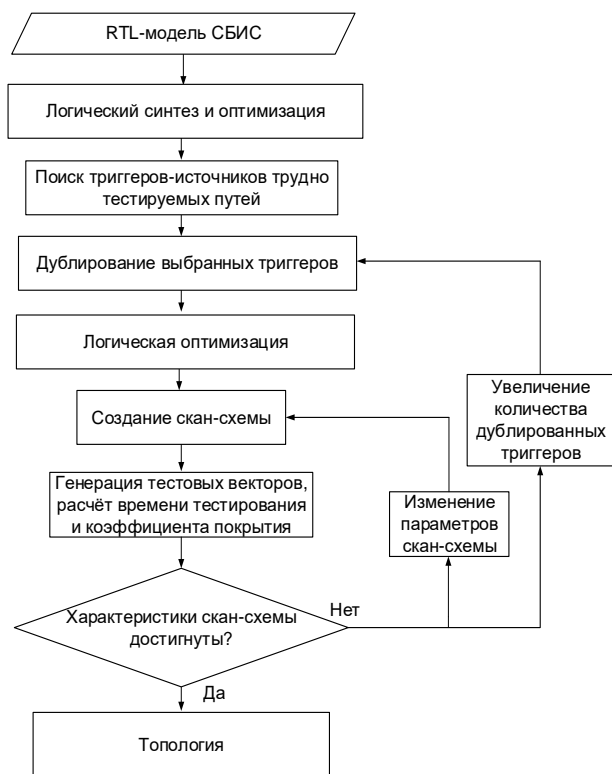 RTL-модель СБИС
Логический синтез и оптимизация
Поиск триггеров-источников трудно
тестируемых путей
Дублирование выбранных триггеров
Логическая оптимизация
Создание скан-схемы
Генерация тестовых векторов,
расчёт времени тестирования
и коэффициента покрытия
Изменение
параметров
скан-схемы
Увеличение
количества
дублированных
триггеров
Характеристики скан-схемы
достигнуты?
Нет
Да
Топология